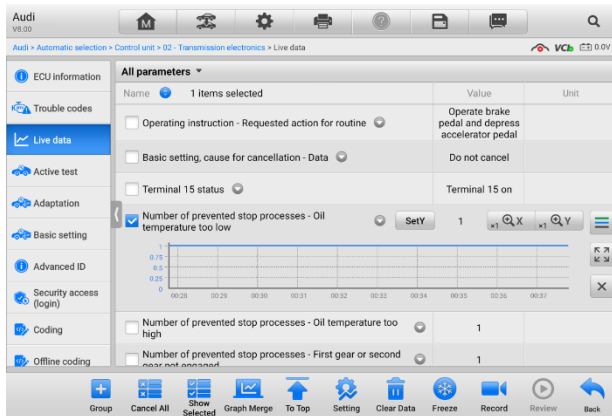 Audi
V8.00
Audi > Automatic selection > Control unit > 02 - Transmission electronics > Live data
VCb 0.0V
ECU information
Trouble codes
Live data
Active test
Adaptation
Basic setting
Advanced ID
Security access
(login)
Coding
Offline coding
All parameters
Name 1 items selected Value Unit
Operating instruction - Requested action for routine
Operate brake
pedal and depress
accelerator pedal
Basic setting, cause for cancellation - Data Do not cancel
Terminal 15 status Terminal 15 on
Number of prevented stop processes - Oil
temperature too low
SetY 1 x1 X x1 Y
1
0.75
0.5
0.25
0
00:28 00:29 00:30 00:31 00:32 00:33 00:34 00:35 00:36 00:37
Number of prevented stop processes - Oil temperature too
high
1
Number of prevented stop processes - First gear or second
gear not engaged
1
Group Cancel All Show
Selected Graph Merge To Top Setting Clear Data Freeze Record Review Back